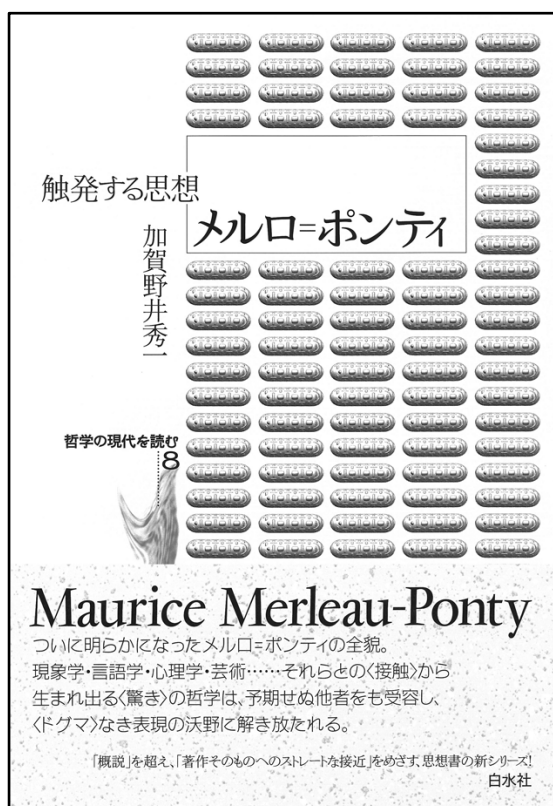 触発する思想
メルロ=ポンティ
加賀野井秀一
哲学の現代を読む
8
Maurice Merleau-Ponty
ついに明らかになったメルロ=ポンティの全貌。
現象学・言語学・心理学・芸術……それらとの〈接触〉から
生まれ出る〈驚き〉の哲学は、予期せぬ他者をも受容し、
〈ドグマ〉なき表現の沃野に解き放たれる。
「概説」を超え、「著作そのものへのストレートな接近」をめざす、思想書の新シリーズ!
白水社